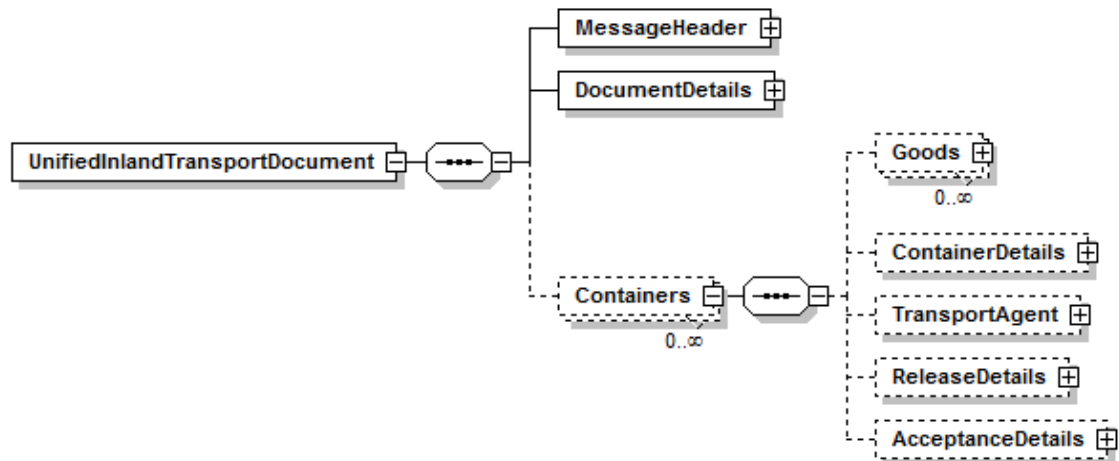 MessageHeader
DocumentDetails
UnifiedInlandTransportDocument
Goods
0..∞
ContainerDetails
Containers
0..∞
TransportAgent
ReleaseDetails
AcceptanceDetails